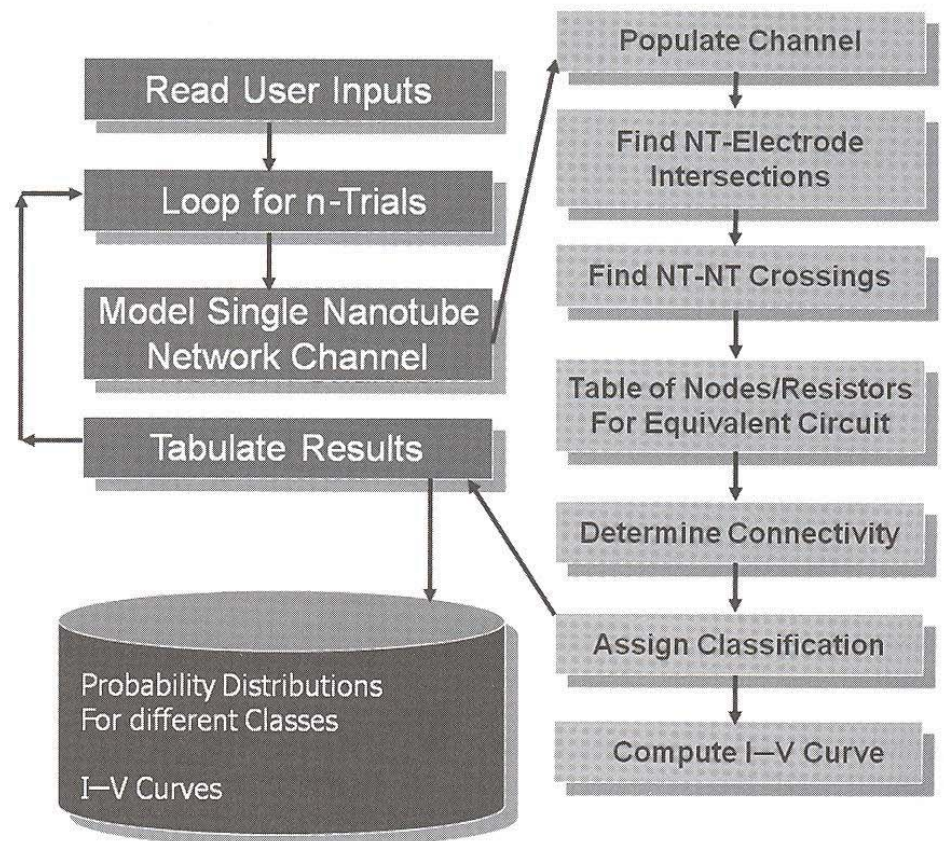 Read User Inputs
Loop for n-Trials
Model Single Nanotube
Network Channel
Tabulate Results
Probability Distributions
For different Classes
I–V Curves
Populate Channel
Find NT-Electrode
Intersections
Find NT-NT Crossings
Table of Nodes/Resistors
For Equivalent Circuit
Determine Connectivity
Assign Classification
Compute I–V Curve